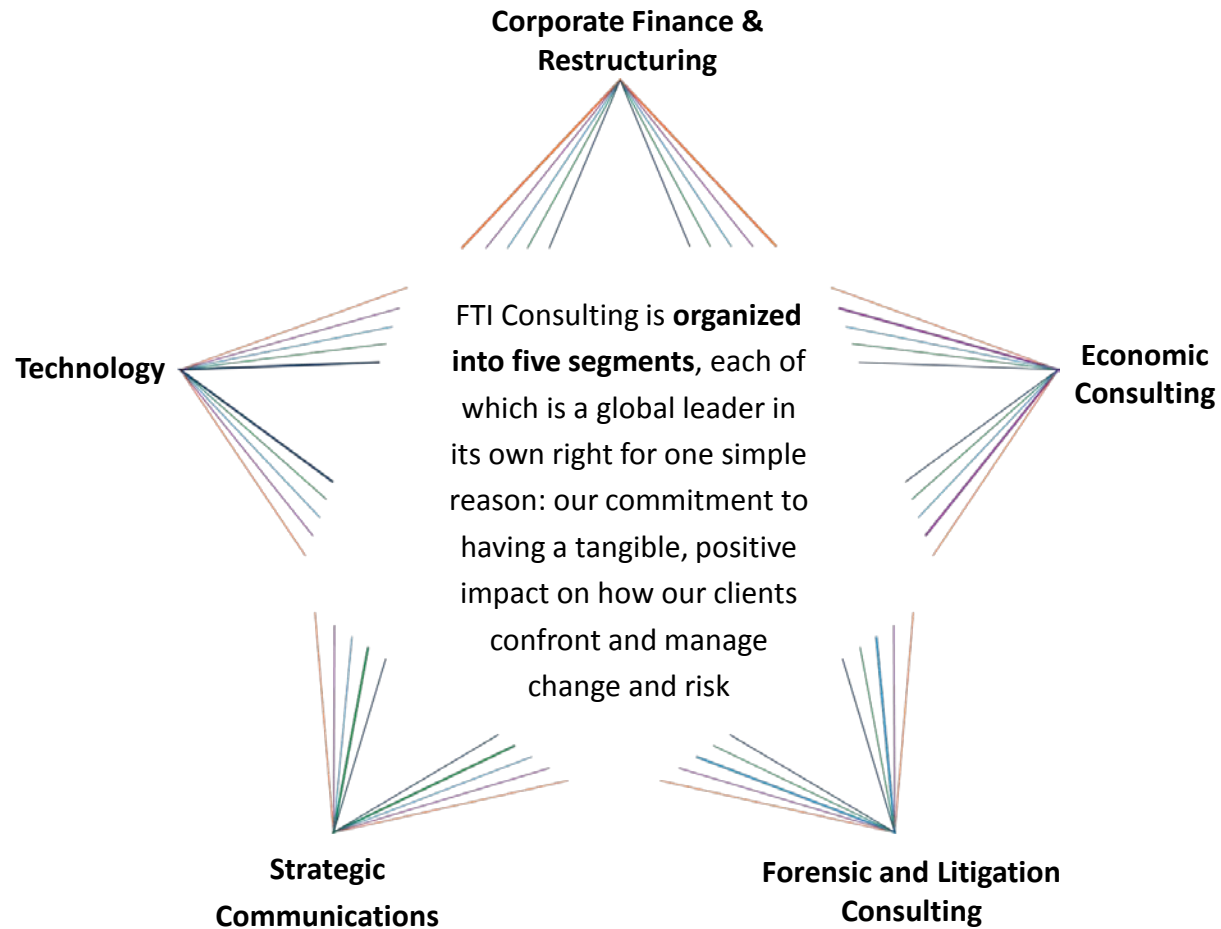 Corporate Finance &
Restructuring
Technology
FTI Consulting is organized
into five segments, each of
which is a global leader in
its own right for one simple
reason: our commitment to
having a tangible, positive
impact on how our clients
confront and manage
change and risk
Economic
Consulting
Strategic
Communications
Forensic and Litigation
Consulting